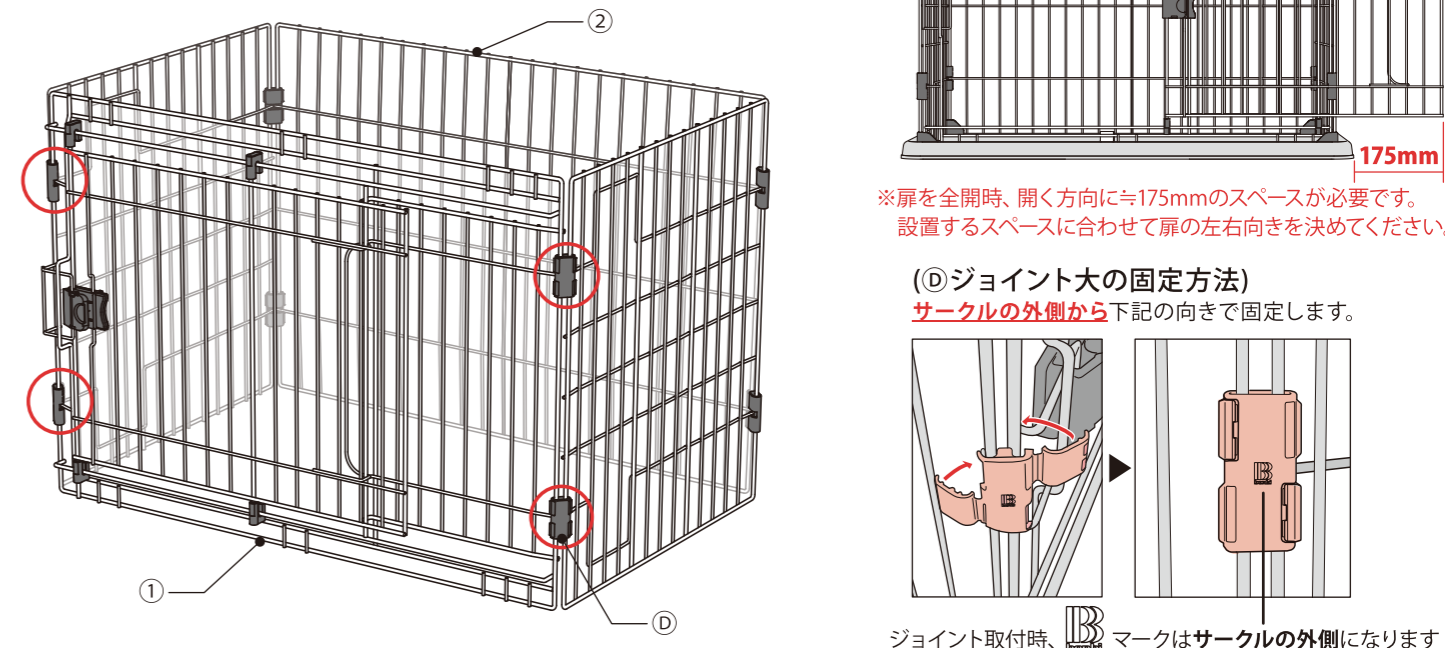 ②
①
Ⓓ
175mm
※扉を全開時、開く方向に≒175mmのスペースが必要です。
設置するスペースに合わせて扉の左右向きを決めてください。
(Ⓓジョイント大の固定方法)
サークルの外側から下記の向きで固定します。
ジョイント取付時、B マークはサークルの外側になります